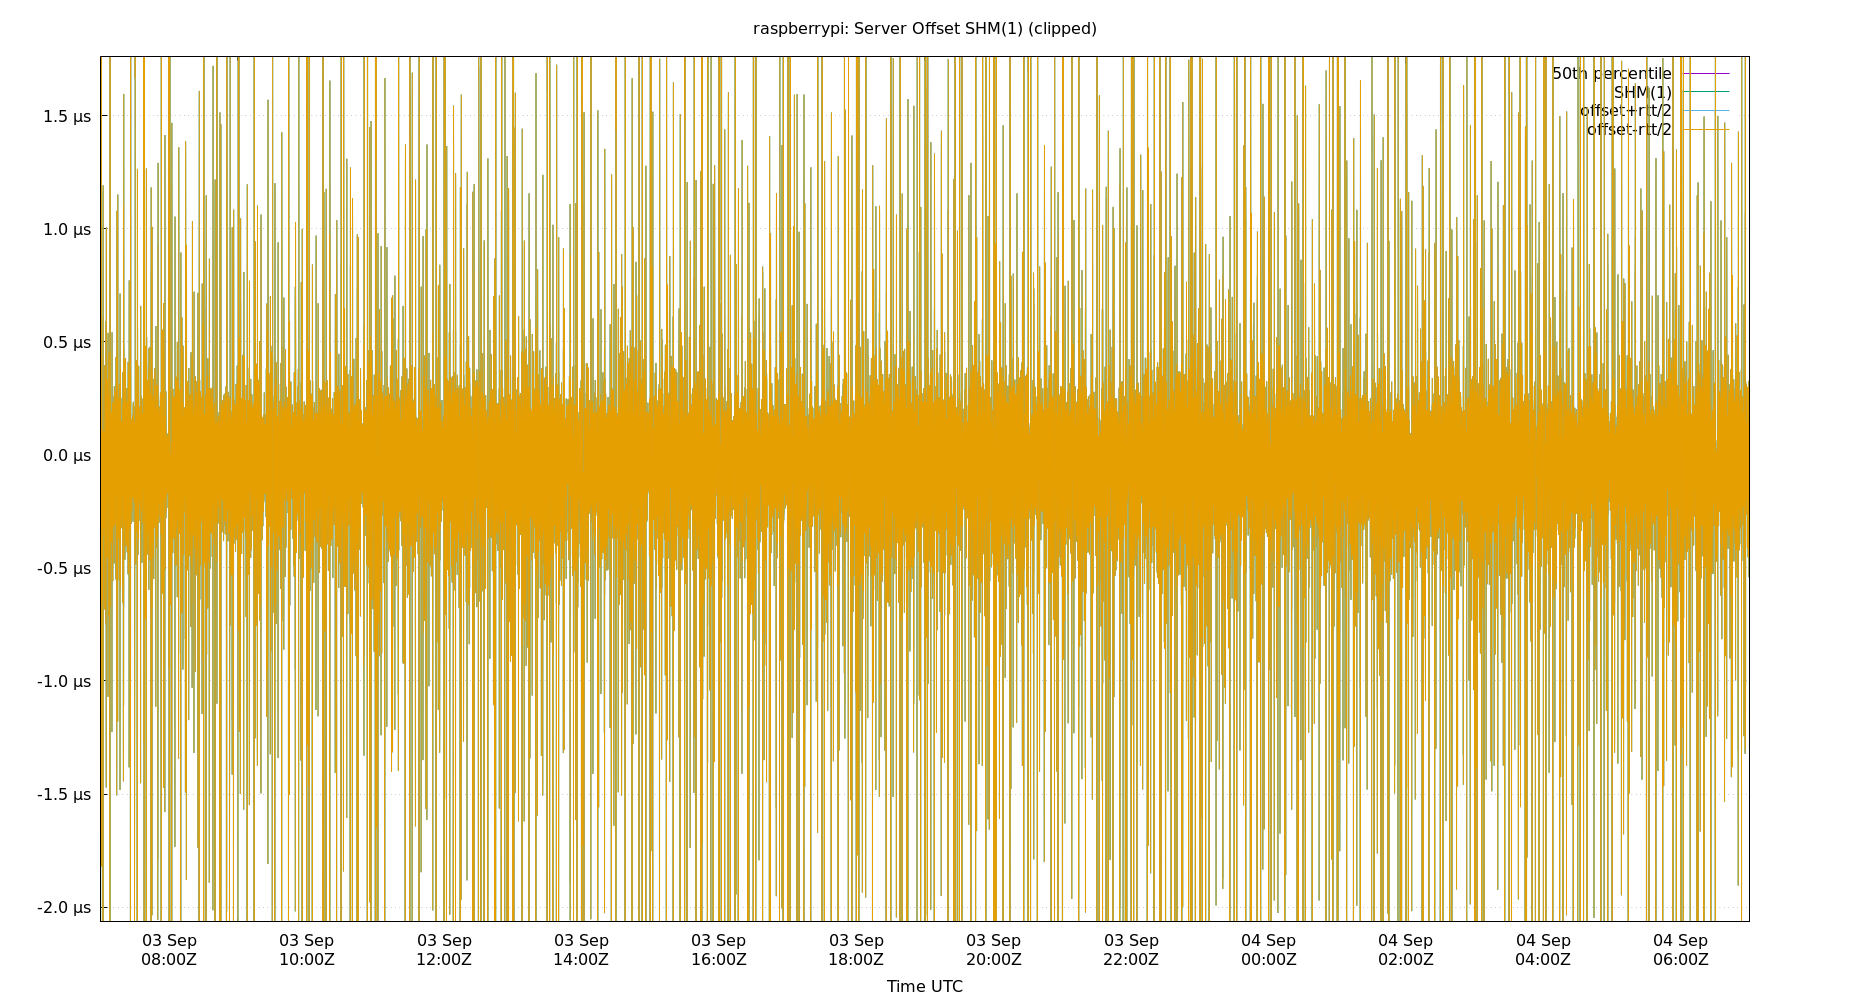 raspberrypi: Server Offset SHM(1) (clipped)
50th percentile
SHM(1)
offset+rtt/2
offset-rtt/2
1.5 µs
1.0 µs
0.5 µs
0.0 µs
-0.5 µs
-1.0 µs
-1.5 µs
-2.0 µs
03 Sep 03 Sep 03 Sep 03 Sep 03 Sep 03 Sep 03 Sep 03 Sep 04 Sep 04 Sep 04 Sep 04 Sep
08:00Z 10:00Z 12:00Z 14:00Z 16:00Z 18:00Z 20:00Z 22:00Z 00:00Z 02:00Z 04:00Z 06:00Z
Time UTC